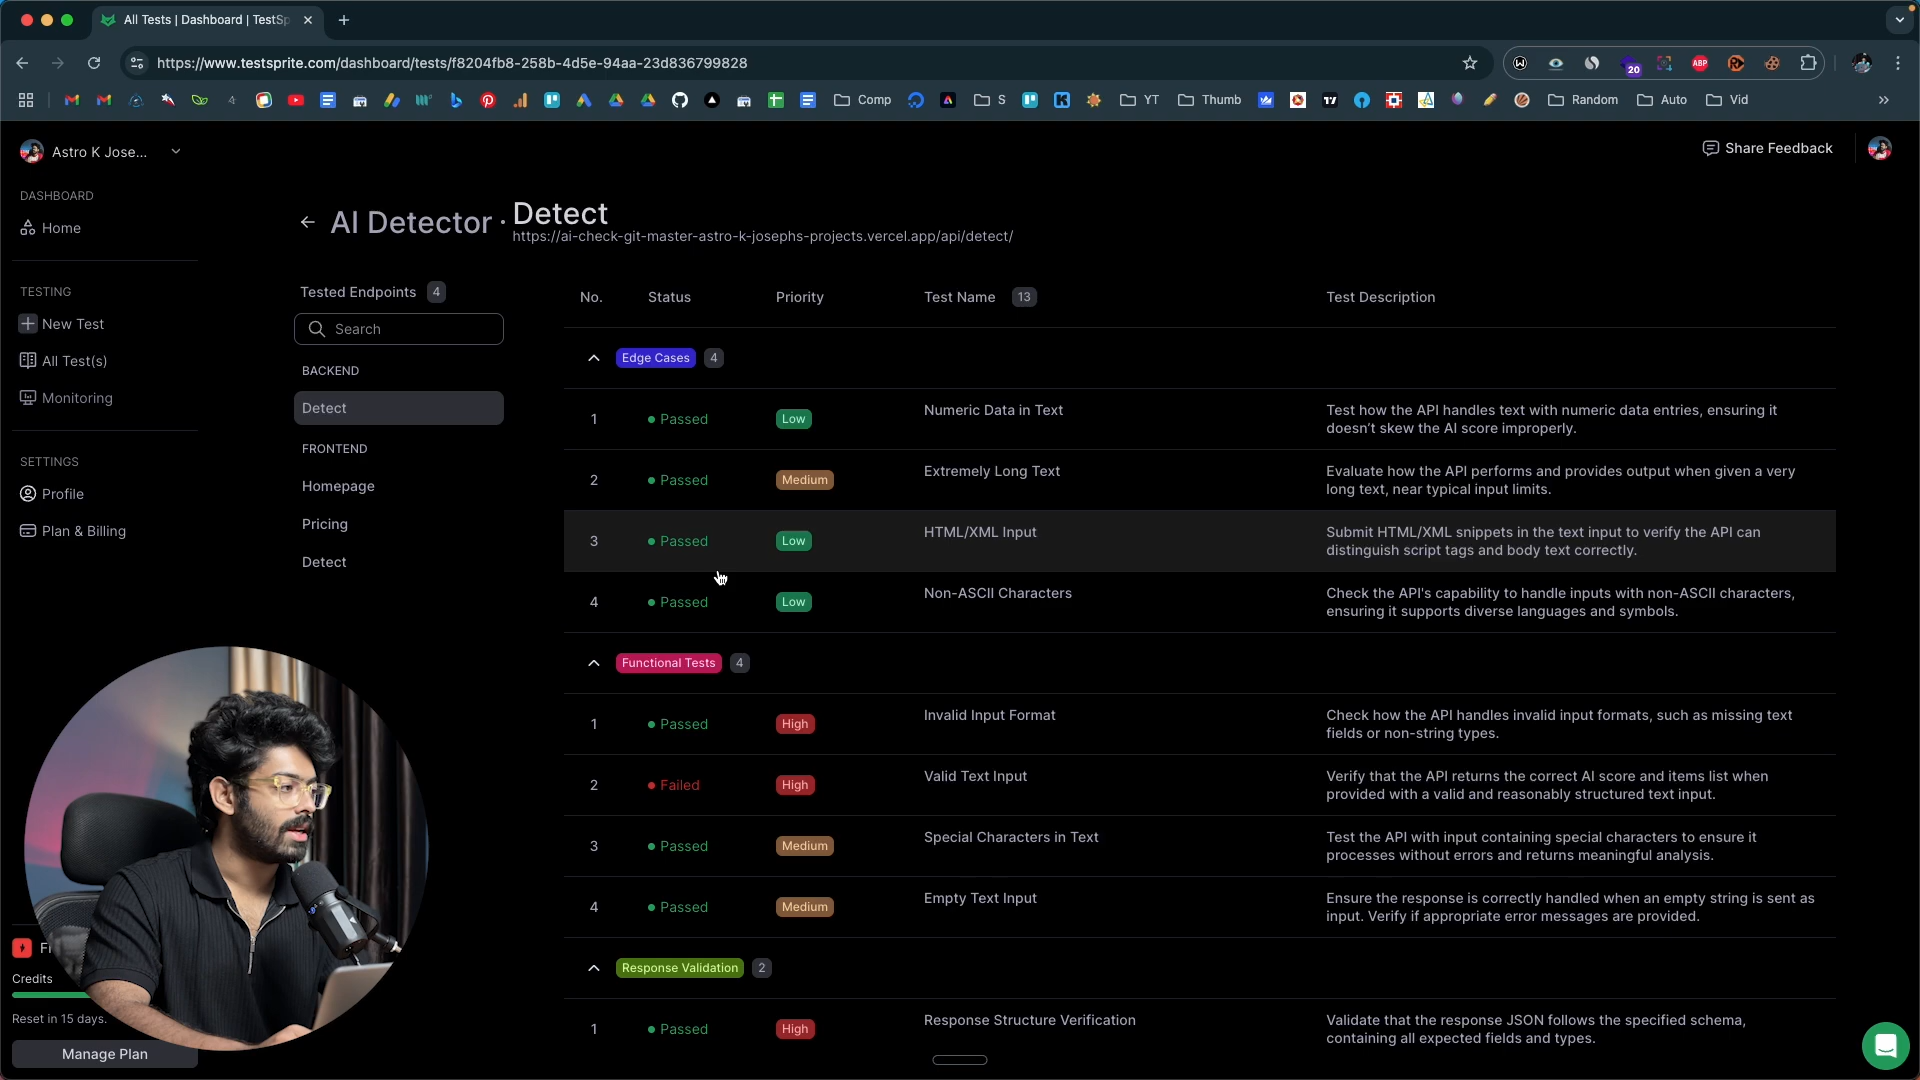 All Tests | Dashboard | TestSp
https://www.testsprite.com/dashboard/tests/f8204fb8-258b-4d5e-94aa-23d836799828
20
ABP
Comp
S
YT
Thumb
Random
Auto
Vid
Astro K Jose...
Share Feedback
DASHBOARD
Home
TESTING
New Test
All Test(s)
Monitoring
SETTINGS
Profile
Plan & Billing
Credits
Reset in 15 days.
Manage Plan
AI Detector · Detect
https://ai-check-git-master-astro-k-josephs-projects.vercel.app/api/detect/
Tested Endpoints 4
Search
BACKEND
Detect
FRONTEND
Homepage
Pricing
Detect
No. Status Priority Test Name 13 Test Description
Edge Cases 4
1 Passed Low Numeric Data in Text Test how the API handles text with numeric data entries, ensuring it
doesn't skew the AI score improperly.
2 Passed Medium Extremely Long Text Evaluate how the API performs and provides output when given a very
long text, near typical input limits.
3 Passed Low HTML/XML Input Submit HTML/XML snippets in the text input to verify the API can
distinguish script tags and body text correctly.
4 Passed Low Non-ASCII Characters Check the API's capability to handle inputs with non-ASCII characters,
ensuring it supports diverse languages and symbols.
Functional Tests 4
1 Passed High Invalid Input Format Check how the API handles invalid input formats, such as missing text
fields or non-string types.
2 Failed High Valid Text Input Verify that the API returns the correct AI score and items list when
provided with a valid and reasonably structured text input.
3 Passed Medium Special Characters in Text Test the API with input containing special characters to ensure it
processes without errors and returns meaningful analysis.
4 Passed Medium Empty Text Input Ensure the response is correctly handled when an empty string is sent as
input. Verify if appropriate error messages are provided.
Response Validation 2
1 Passed High Response Structure Verification Validate that the response JSON follows the specified schema,
containing all expected fields and types.